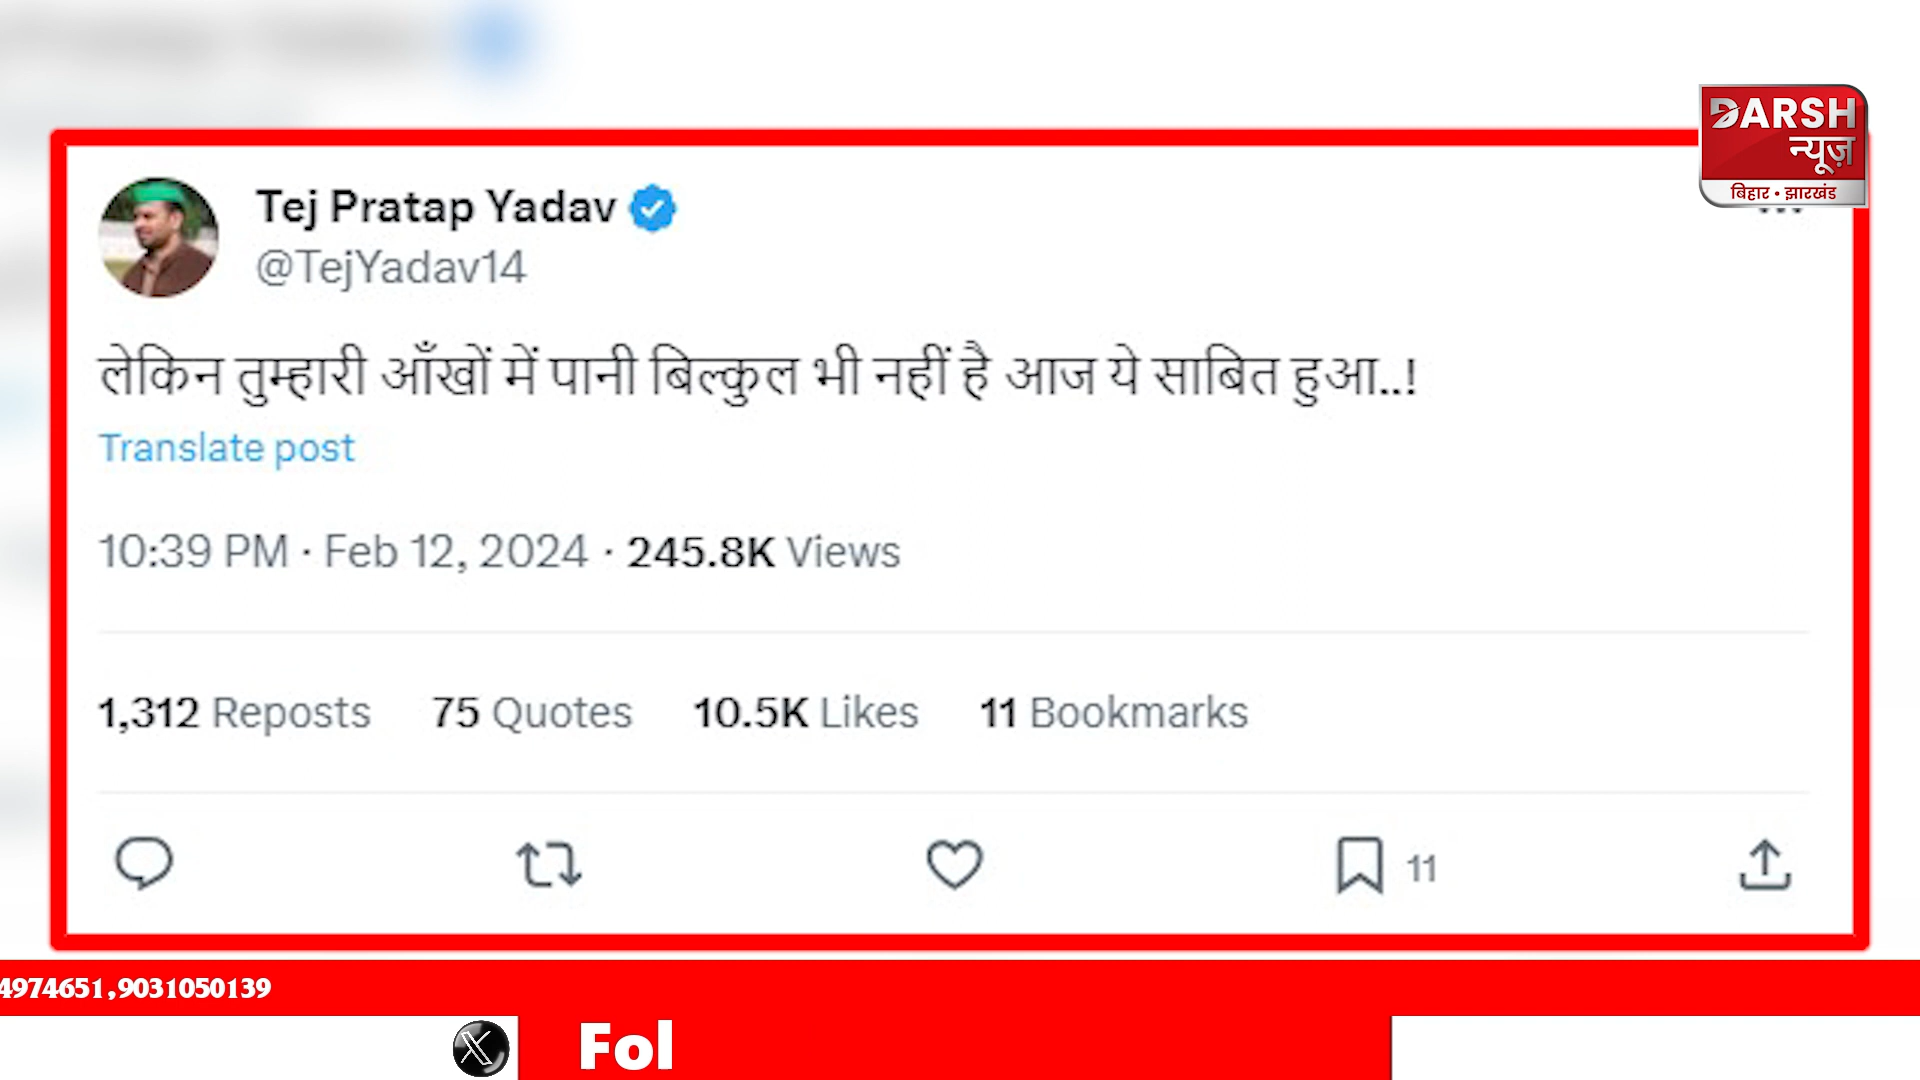 DARSH
न्यूज़
बिहार • झारखंड
Tej Pratap Yadav
@TejYadav14
लेकिन तुम्हारी आँखों में पानी बिल्कुल भी नहीं है आज ये साबित हुआ..!
Translate post
10:39 PM · Feb 12, 2024 · 245.8K Views
1,312 Reposts 75 Quotes 10.5K Likes 11 Bookmarks
11
4974651,9031050139
Fol